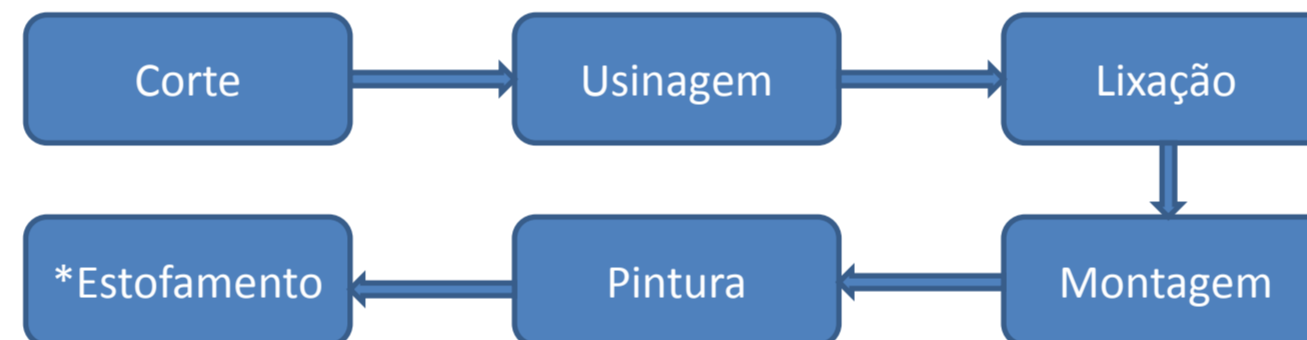 Corte
Usinagem
Lixação
Montagem
Pintura
*Estofamento